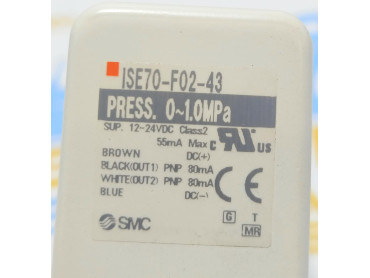 ISE70-F02-43
PRESS. 0~1.0MPa
SUP. 12~24VDC Class2
55mA Max
C RU US
BROWN DC(+)
BLACK(OUT1) PNP 80mA
WHITE(OUT2) PNP 80mA
BLUE DC(-)
CE
SMC
G T
MR